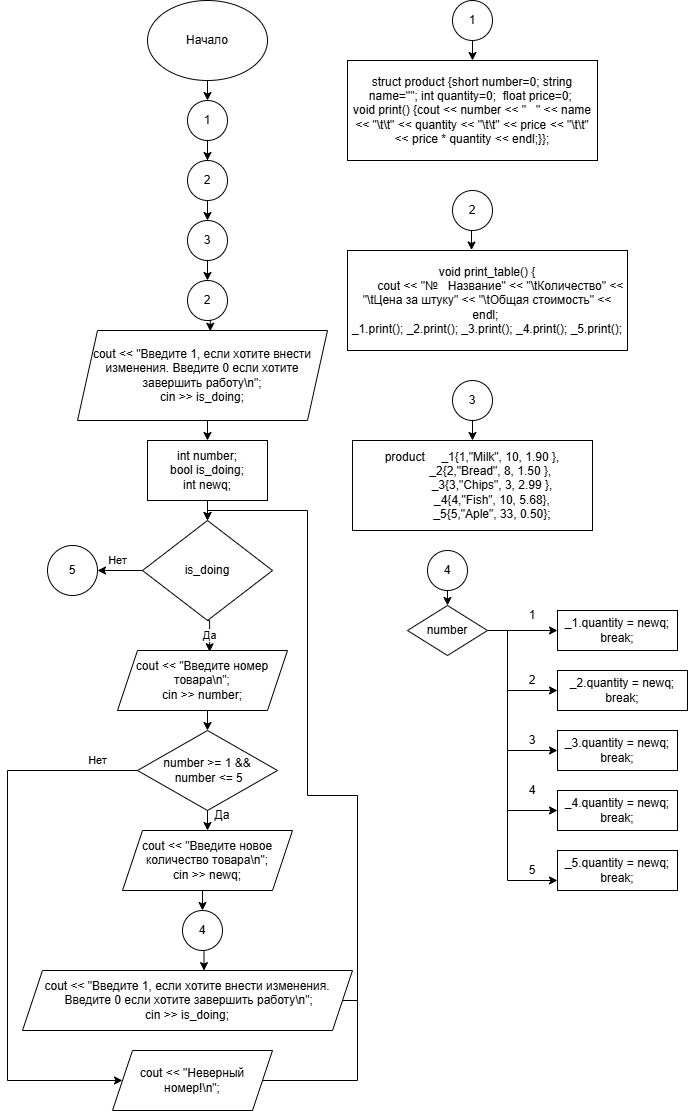 Начало
1
2
3
2
cout << "Введите 1, если хотите внести
изменения. Введите 0 если хотите
завершить работу\n";
cin >> is_doing;
int number;
bool is_doing;
int newq;
is_doing
Нет
5
Да
cout << "Введите номер
товара\n";
cin >> number;
number >= 1 &&
number <= 5
Нет
Да
cout << "Введите новое
количество товара\n";
cin >> newq;
4
cout << "Введите 1, если хотите внести изменения.
Введите 0 если хотите завершить работу\n";
cin >> is_doing;
cout << "Неверный
номер!\n";
1
struct product {short number=0; string
name=""; int quantity=0; float price=0;
void print() {cout << number << "   " << name
<< "\t\t" << quantity << "\t\t" << price << "\t\t"
<< price * quantity << endl;}};
2
void print_table() {
cout << "№   Название" << "\tКоличество" <<
"\tЦена за штуку" << "\tОбщая стоимость" <<
endl;
_1.print(); _2.print(); _3.print(); _4.print(); _5.print();
3
product     _1{1,"Milk", 10, 1.90 },
_2{2,"Bread", 8, 1.50 },
_3{3,"Chips", 3, 2.99 },
_4{4,"Fish", 10, 5.68},
_5{5,"Aple", 33, 0.50};
4
number
1
_1.quantity = newq;
break;
2
_2.quantity = newq;
break;
3
_3.quantity = newq;
break;
4
_4.quantity = newq;
break;
5
_5.quantity = newq;
break;